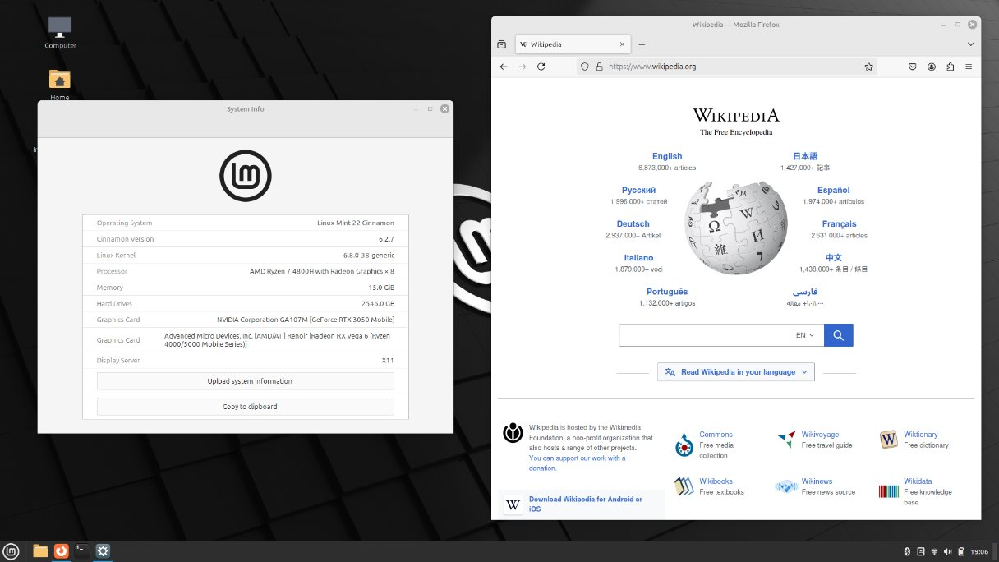 Computer
Home
System Info
Operating System Linux Mint 22 Cinnamon
Cinnamon Version 6.2.7
Linux Kernel 6.8.0-38-generic
Processor AMD Ryzen 7 4800H with Radeon Graphics × 8
Memory 15.0 GiB
Hard Drives 2546.0 GB
Graphics Card NVIDIA Corporation GA107M [GeForce RTX 3050 Mobile]
Graphics Card Advanced Micro Devices, Inc. [AMD/ATI] Renoir [Radeon RX Vega 6 (Ryzen
4000/5000 Mobile Series)]
Display Server X11
Upload system information
Copy to clipboard
Wikipedia — Mozilla Firefox
Wikipedia
https://www.wikipedia.org
WIKIPEDIA
The Free Encyclopedia
English 日本語
6,873,000+ articles 1,427,000+ 記事
Русский Español
1 996 000+ статей 1.974.000+ artículos
Deutsch Français
2.937.000+ Artikel 2 631 000+ articles
Italiano 中文
1.879.000+ voci 1,438,000+ 条目 / 條目
Português فارسی
1.132.000+ artigos مقاله
EN
Read Wikipedia in your language
Wikipedia is hosted by the Wikimedia
Foundation, a non-profit organization that
also hosts a range of other projects.
You can support our work with a
donation.
Download Wikipedia for Android or
iOS
Commons
Free media
collection
Wikivoyage
Free travel guide
Wiktionary
Free dictionary
Wikibooks
Free textbooks
Wikinews
Free news source
Wikidata
Free knowledge
base
19:06